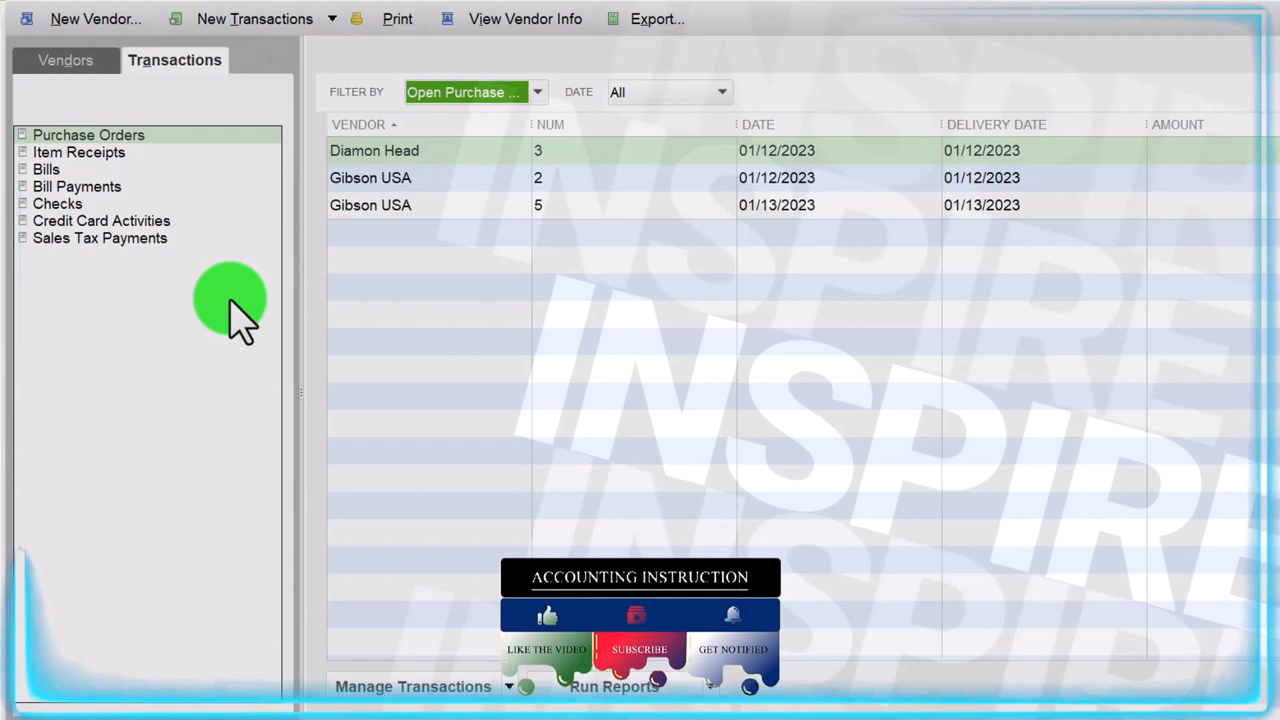 New Vendor... New Transactions Print View Vendor Info Export...
Vendors Transactions
FILTER BY Open Purchase ... DATE All
VENDOR NUM DATE DELIVERY DATE AMOUNT
Purchase Orders
Item Receipts
Bills
Bill Payments
Checks
Credit Card Activities
Sales Tax Payments
Diamon Head 3 01/12/2023 01/12/2023
Gibson USA 2 01/12/2023 01/12/2023
Gibson USA 5 01/13/2023 01/13/2023
INSPIRE
INSPIRE
INSPIRE
INSPIRE
ACCOUNTING INSTRUCTION
LIKE THE VIDEO SUBSCRIBE GET NOTIFIED
Manage Transactions Run Reports